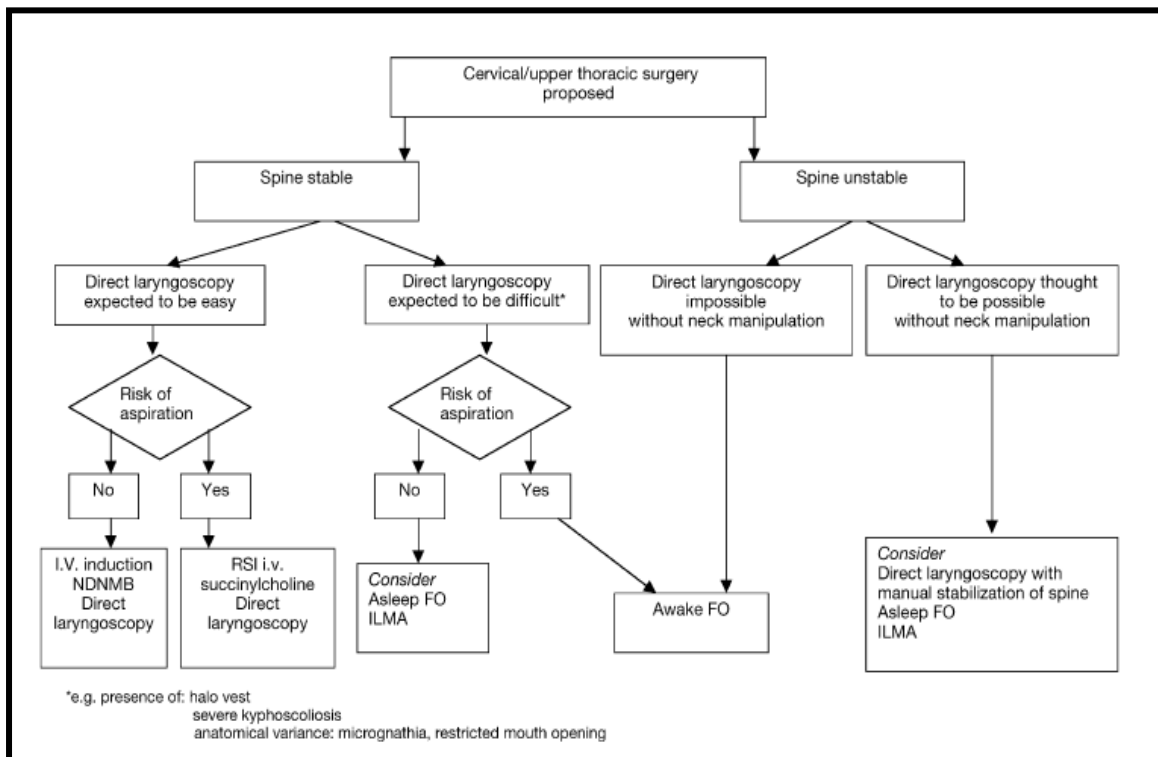 Cervical/upper thoracic surgery
proposed
Spine stable
Spine unstable
Direct laryngoscopy
expected to be easy
Direct laryngoscopy
expected to be difficult*
Direct laryngoscopy
impossible
without neck manipulation
Direct laryngoscopy thought
to be possible
without neck manipulation
Risk of
aspiration
Risk of
aspiration
No
Yes
No
Yes
I.V. induction
NDNMB
Direct
laryngoscopy
RSI i.v.
succinylcholine
Direct
laryngoscopy
Consider
Asleep FO
ILMA
Awake FO
Consider
Direct laryngoscopy with
manual stabilization of spine
Asleep FO
ILMA
*e.g. presence of: halo vest
severe kyphoscoliosis
anatomical variance: micrognathia, restricted mouth opening